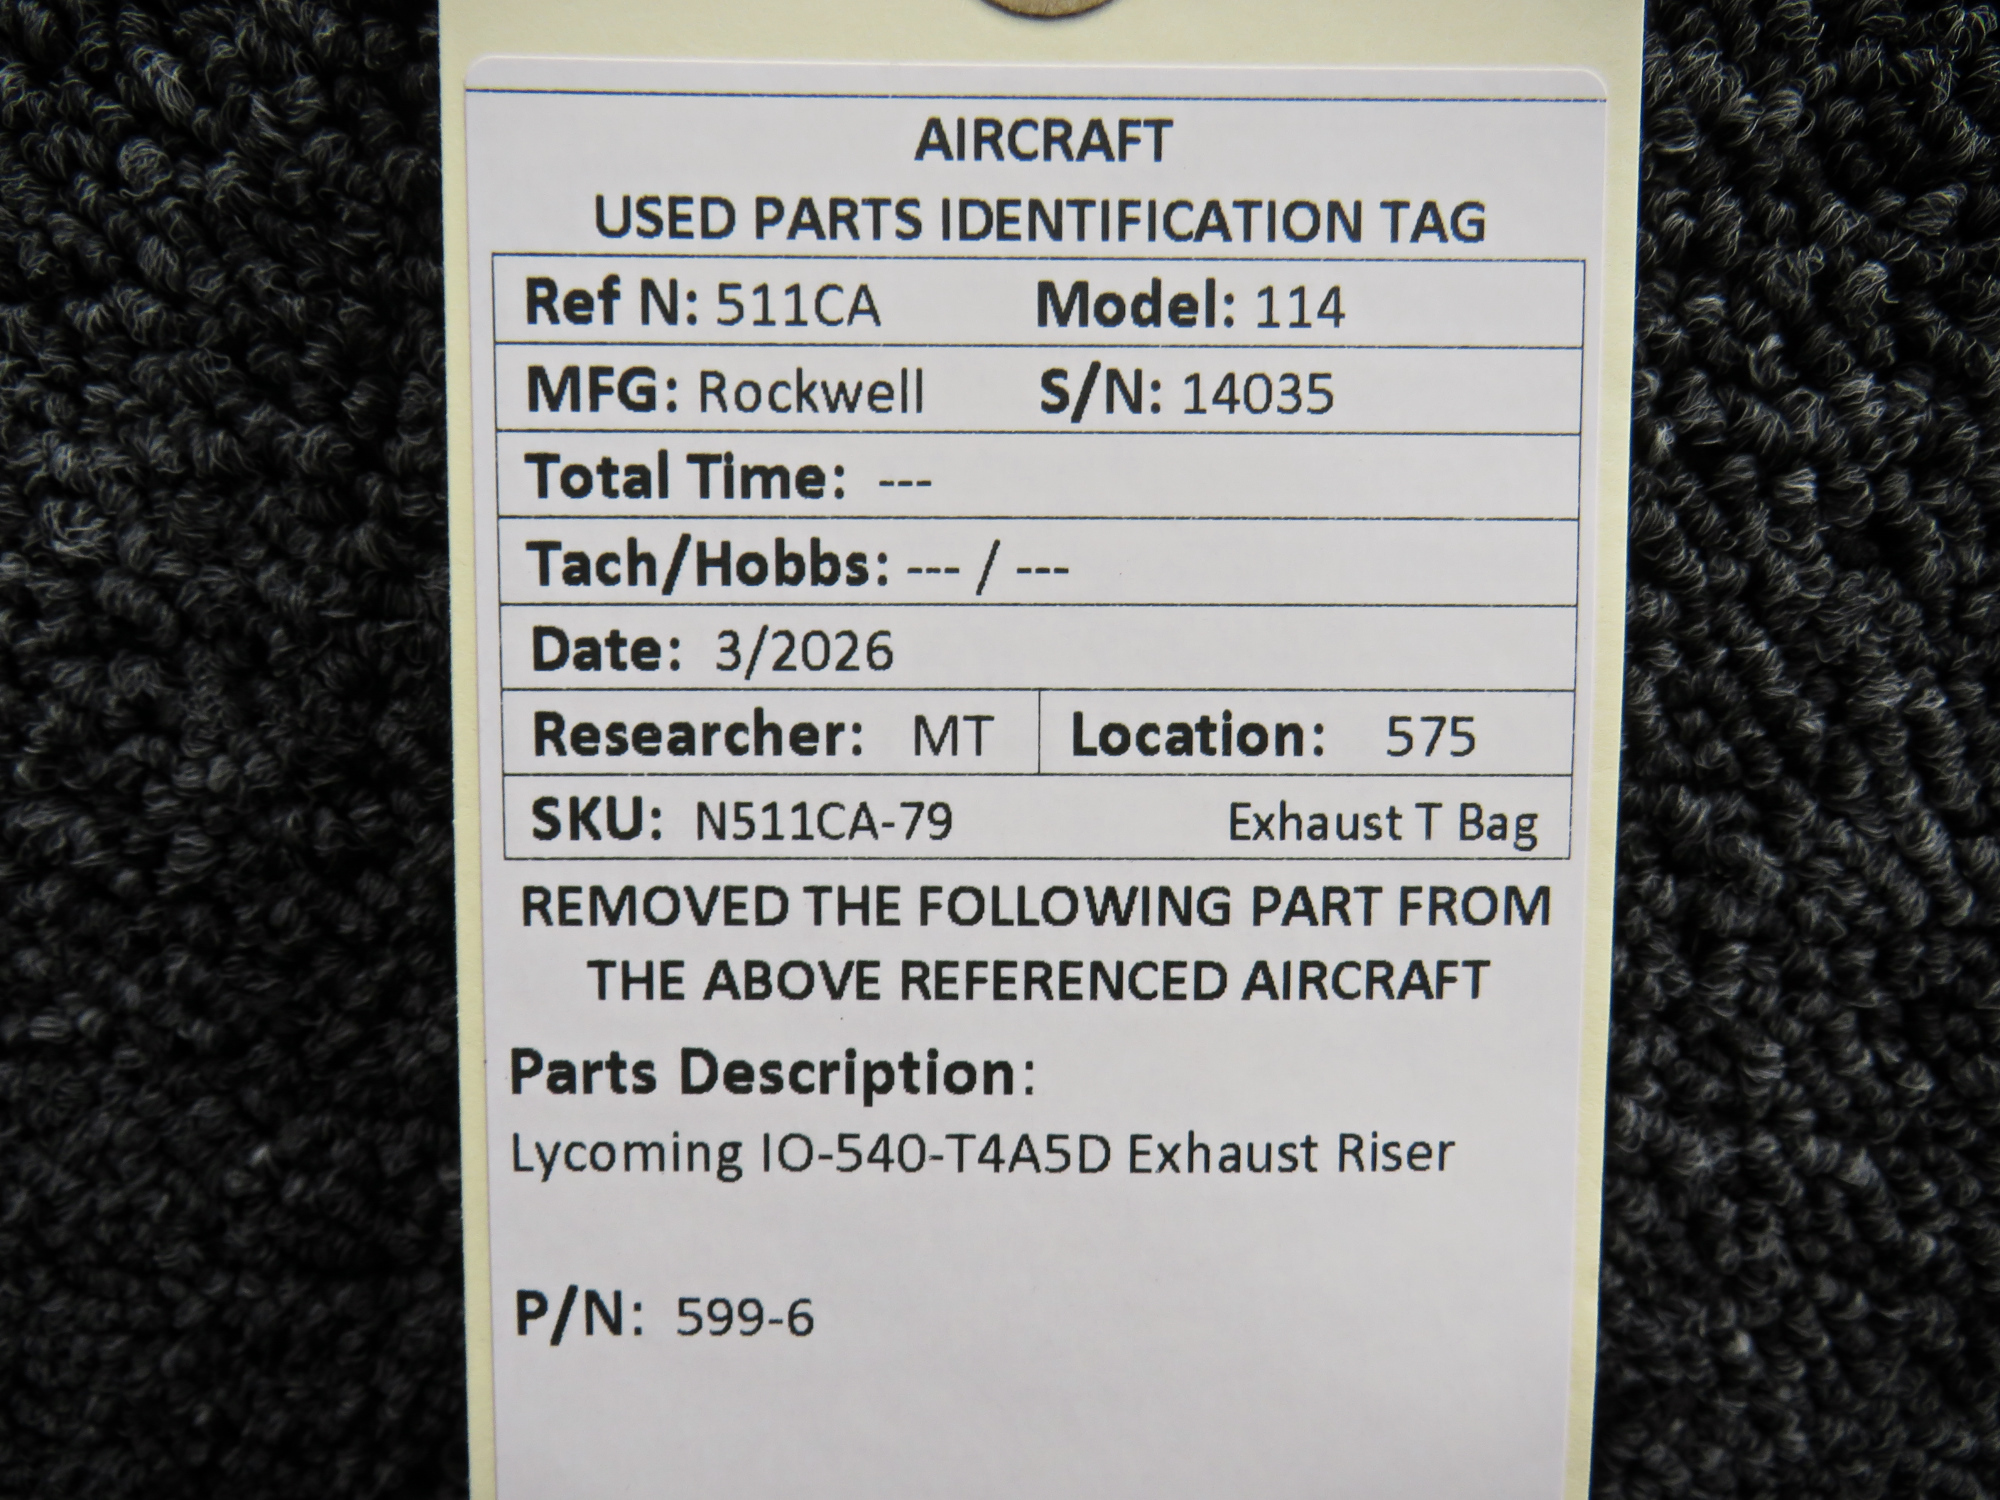 AIRCRAFT
USED PARTS IDENTIFICATION TAG
Ref N: 511CA Model: 114
MFG: Rockwell S/N: 14035
Total Time: ---
Tach/Hobbs: --- / ---
Date: 3/2026
Researcher: MT Location: 575
SKU: N511CA-79 Exhaust T Bag
REMOVED THE FOLLOWING PART FROM
THE ABOVE REFERENCED AIRCRAFT
Parts Description:
Lycoming IO-540-T4A5D Exhaust Riser
P/N: 599-6